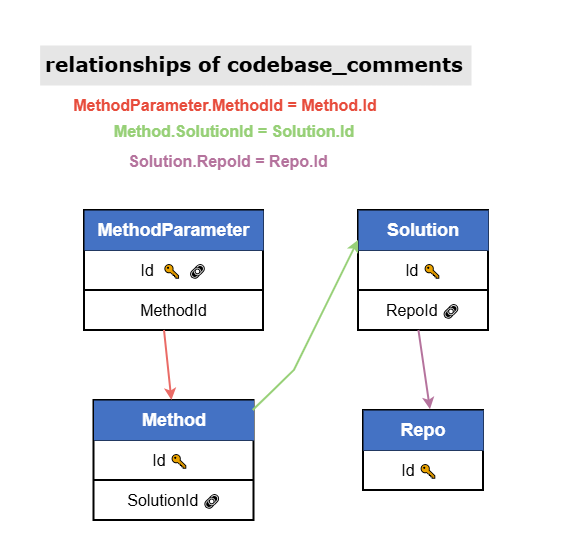 relationships of codebase_comments
MethodParameter.MethodId = Method.Id
Method.SolutionId = Solution.Id
Solution.RepoId = Repo.Id
MethodParameter
Id
MethodId
Solution
Id
RepoId
Method
Id
SolutionId
Repo
Id